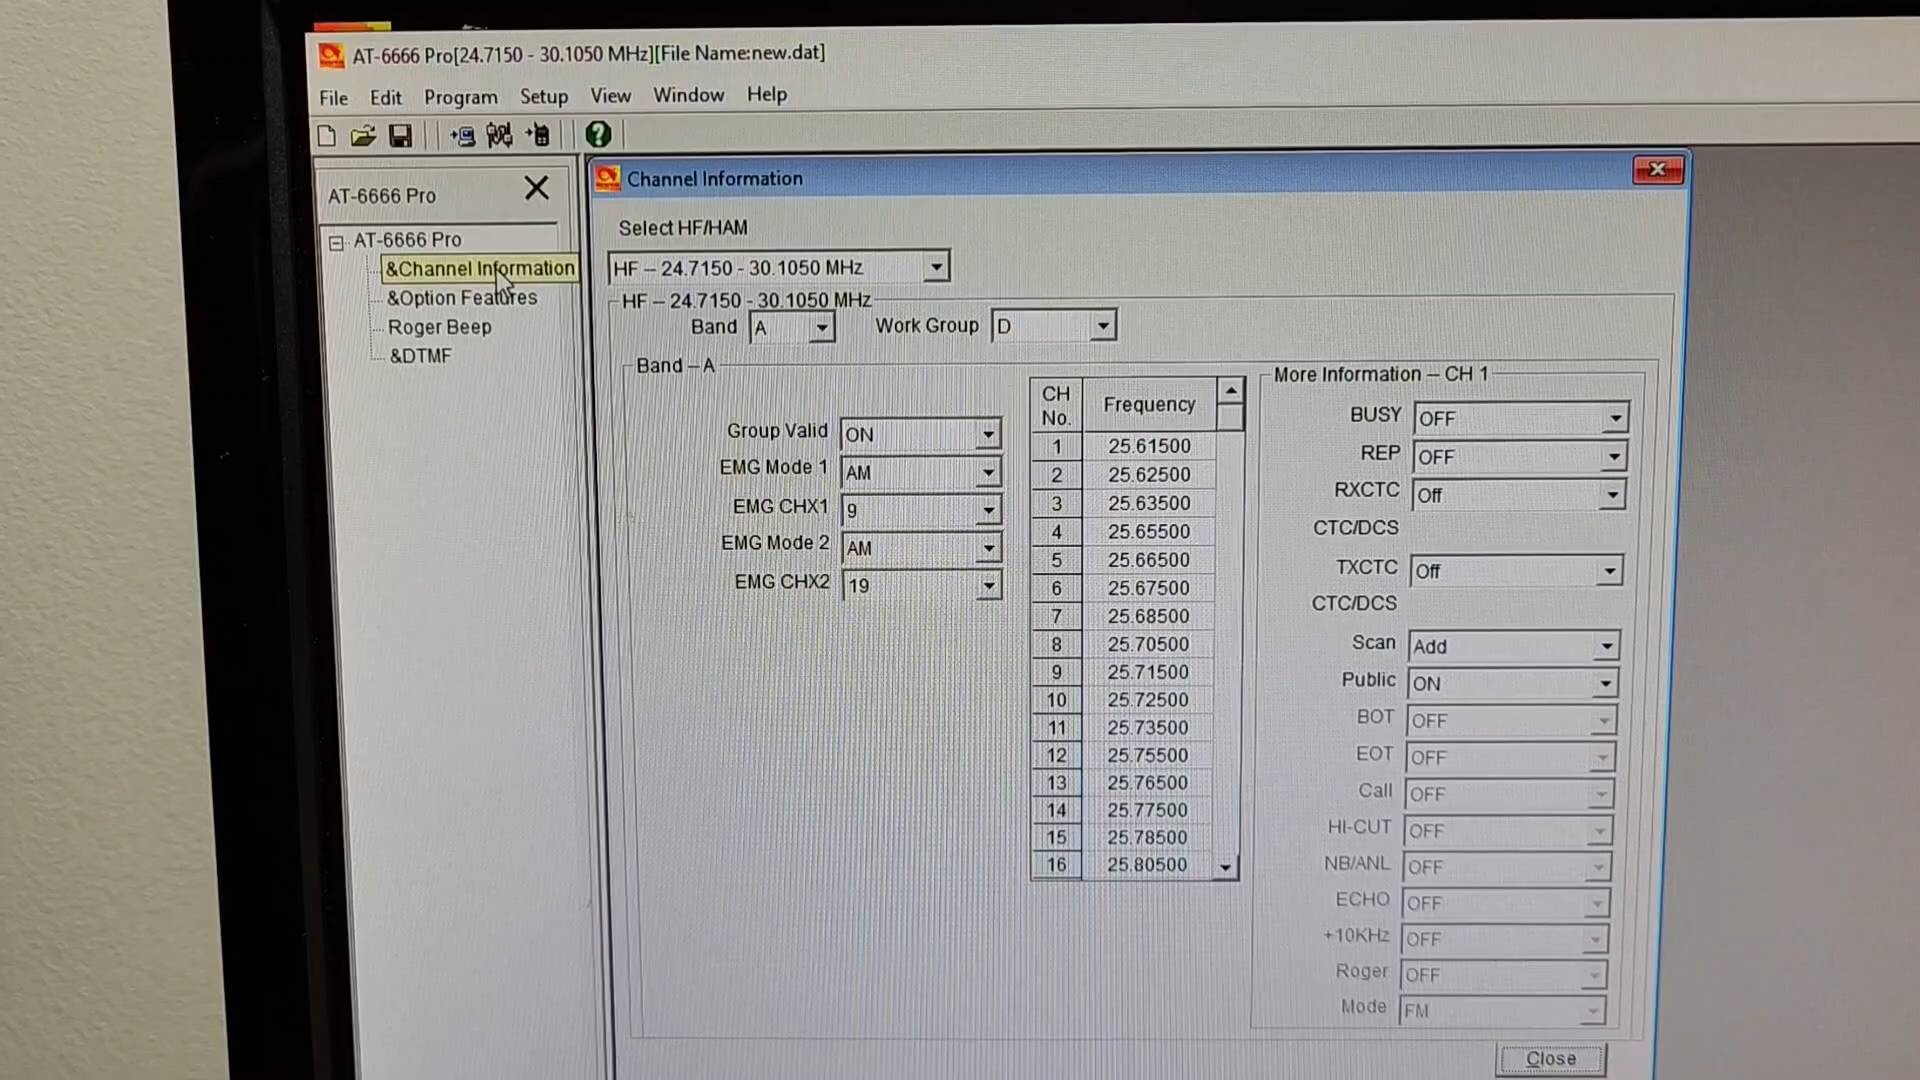 AT-6666 Pro[24.7150 - 30.1050 MHz][File Name:new.dat]
File Edit Program Setup View Window Help
AT-6666 Pro
AT-6666 Pro
&Channel Information
&Option Features
Roger Beep
&DTMF
Channel Information
Select HF/HAM
HF -- 24.7150 - 30.1050 MHz
HF -- 24.7150 - 30.1050 MHz
Band A Work Group D
Band -- A
Group Valid ON
EMG Mode 1 AM
EMG CHX1 9
EMG Mode 2 AM
EMG CHX2 19
CH No. Frequency
1 25.61500
2 25.62500
3 25.63500
4 25.65500
5 25.66500
6 25.67500
7 25.68500
8 25.70500
9 25.71500
10 25.72500
11 25.73500
12 25.75500
13 25.76500
14 25.77500
15 25.78500
16 25.80500
More Information -- CH 1
BUSY OFF
REP OFF
RXCTC Off
CTC/DCS
TXCTC Off
CTC/DCS
Scan Add
Public ON
BOT OFF
EOT OFF
Call OFF
HI-CUT OFF
NB/ANL OFF
ECHO OFF
+10KHz OFF
Roger OFF
Mode FM
Close